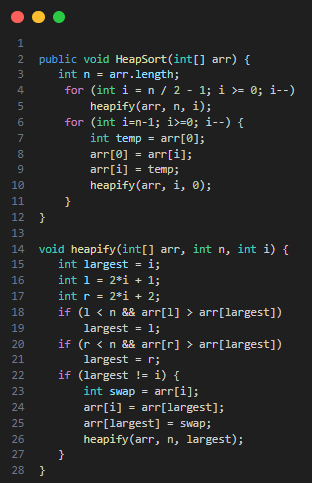 1
2 public void HeapSort(int[] arr) {
3 int n = arr.length;
4 for (int i = n / 2 - 1; i >= 0; i--)
5 heapify(arr, n, i);
6 for (int i=n-1; i>=0; i--) {
7 int temp = arr[0];
8 arr[0] = arr[i];
9 arr[i] = temp;
10 heapify(arr, i, 0);
11 }
12 }
13
14 void heapify(int[] arr, int n, int i) {
15 int largest = i;
16 int l = 2*i + 1;
17 int r = 2*i + 2;
18 if (l < n && arr[l] > arr[largest])
19 largest = l;
20 if (r < n && arr[r] > arr[largest])
21 largest = r;
22 if (largest != i) {
23 int swap = arr[i];
24 arr[i] = arr[largest];
25 arr[largest] = swap;
26 heapify(arr, n, largest);
27 }
28 }